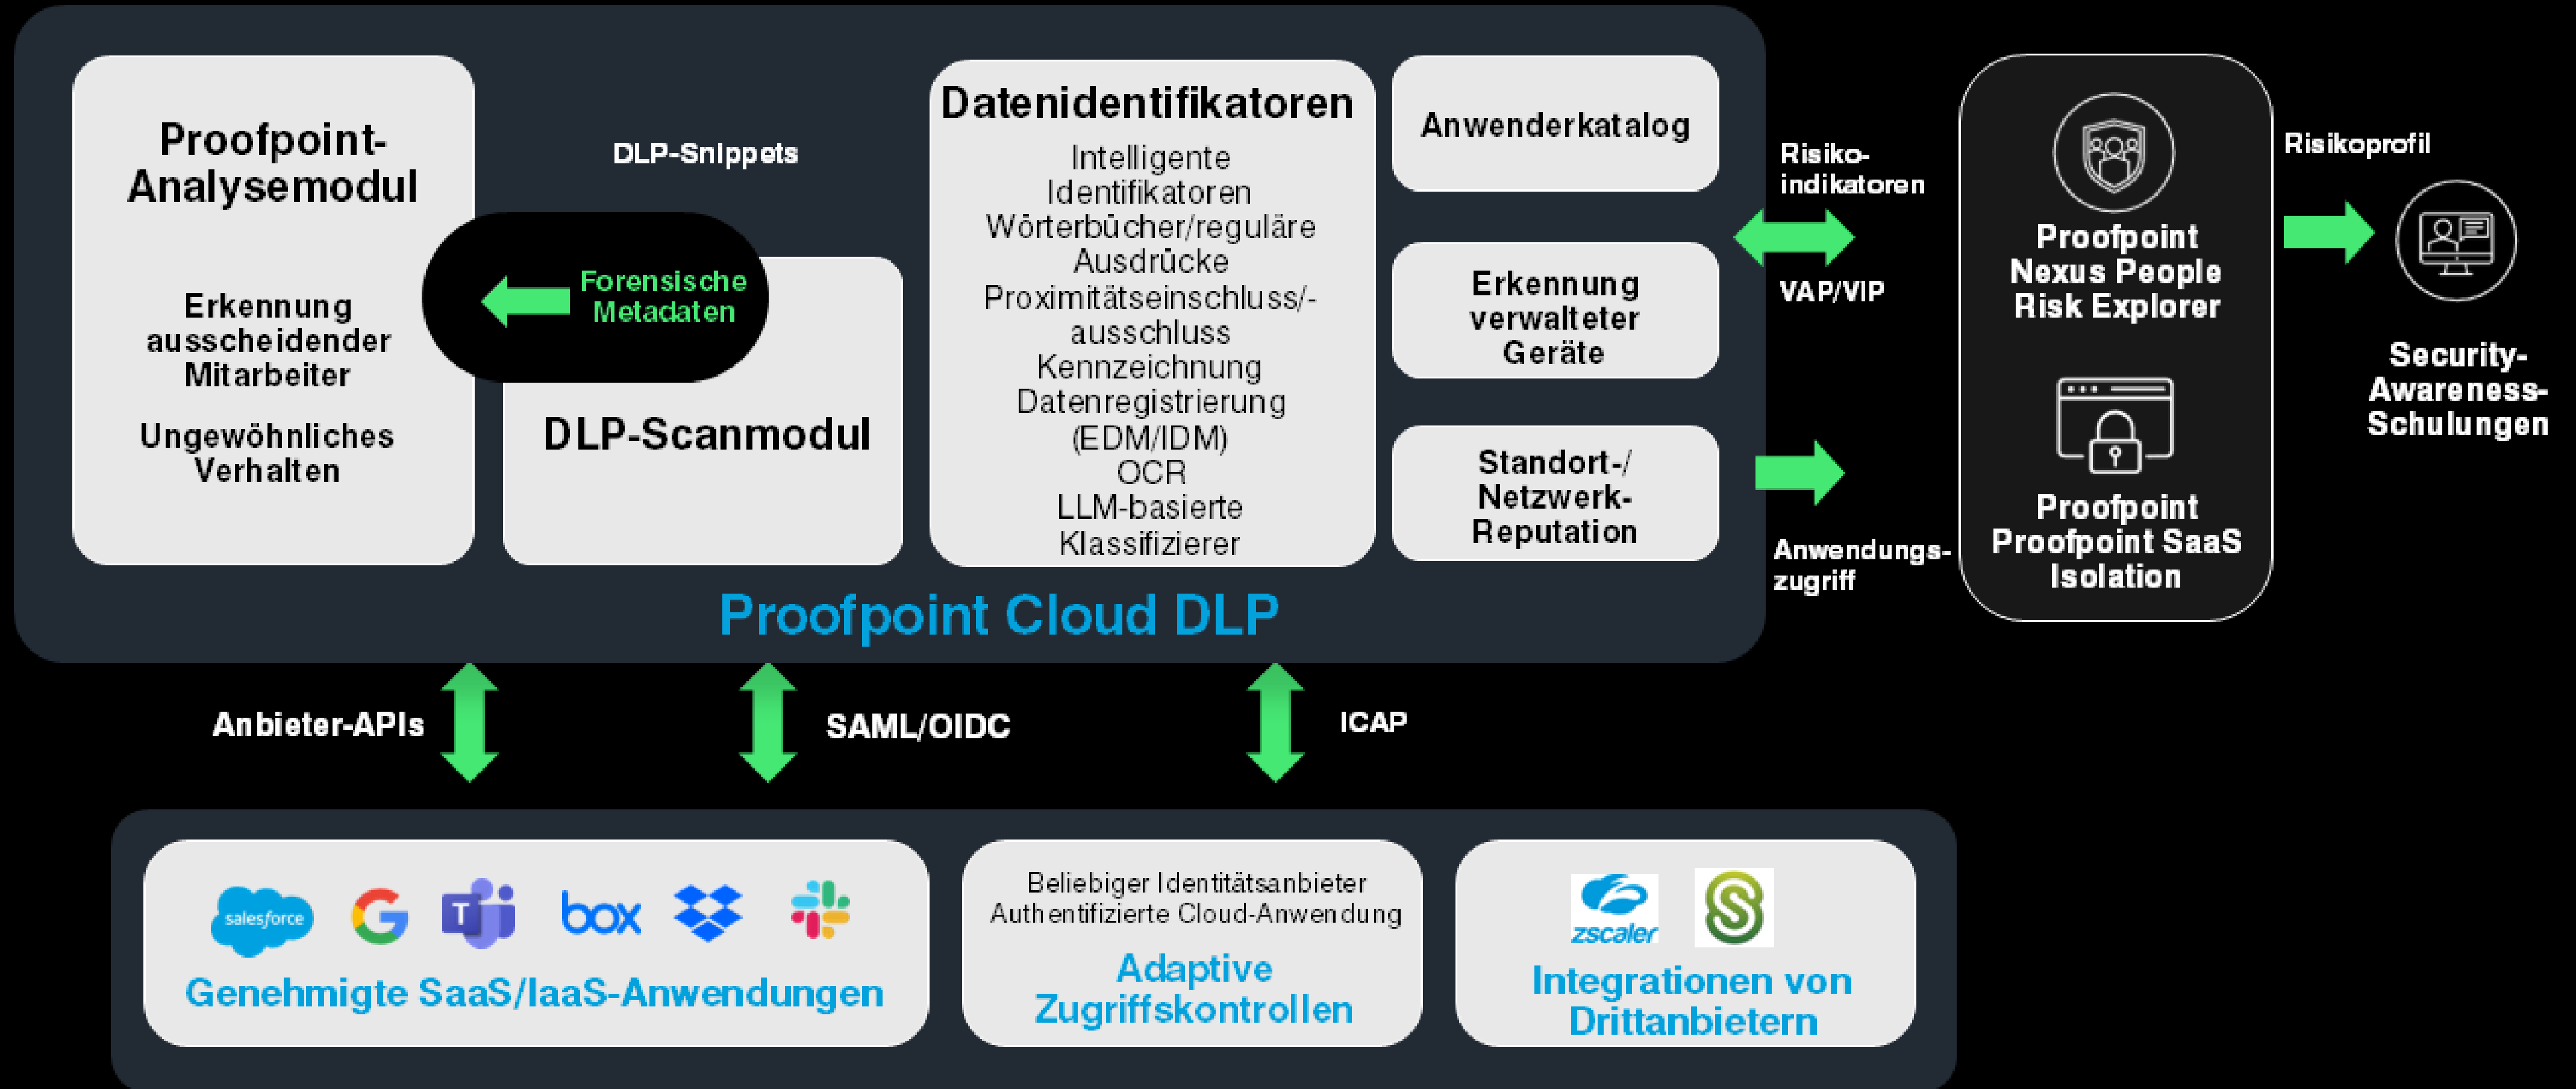 Proofpoint-
Analysemodul
Erkennung
ausscheidender
Mitarbeiter
Ungewöhnliches
Verhalten
DLP-Snippets
Forensische
Metadaten
DLP-Scanmodul
Datenidentifikatoren
Intelligente
Identifikatoren
Wörterbücher/reguläre
Ausdrücke
Proximitätseinschluss/-
ausschluss
Kennzeichnung
Datenregistrierung
(EDM/IDM)
OCR
LLM-basierte
Klassifizierer
Anwenderkatalog
Erkennung
verwalteter
Geräte
Standort-/
Netzwerk-
Reputation
Proofpoint Cloud DLP
Risiko-
indikatoren
VAP/VIP
Anwendungs-
zugriff
Proofpoint
Nexus People
Risk Explorer
Proofpoint
Proofpoint SaaS
Isolation
Risikoprofil
Security-
Awareness-
Schulungen
Anbieter-APIs
SAML/OIDC
ICAP
salesforce
T
box
Genehmigte SaaS/IaaS-Anwendungen
Beliebiger Identitätsanbieter
Authentifizierte Cloud-Anwendung
Adaptive
Zugriffskontrollen
zscaler
Integrationen von
Drittanbietern